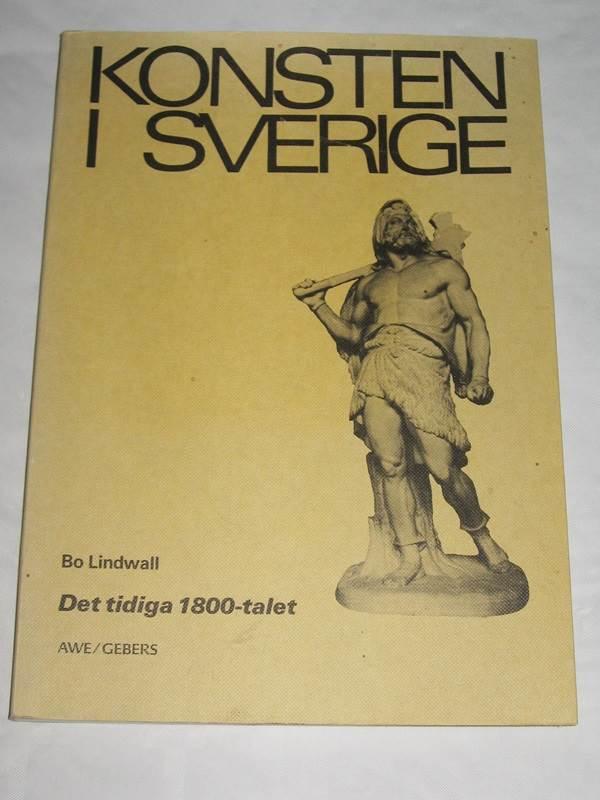 KONSTEN
I SVERIGE
Bo Lindwall
Det tidiga 1800-talet
AWE/GEBERS